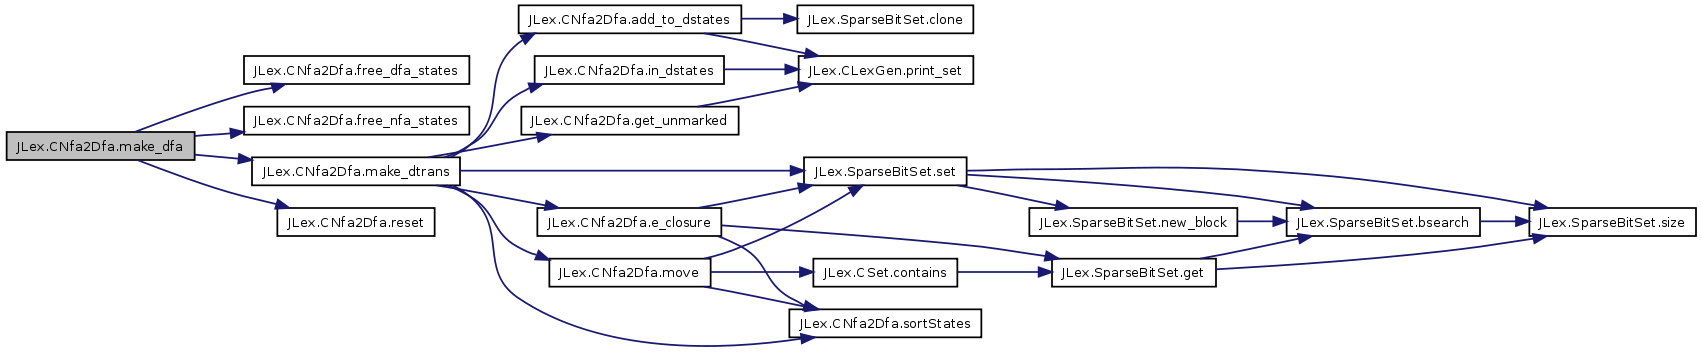 JLex.CNfa2Dfa.add_to_dstates
JLex.SparseBitSet.clone
JLex.CNfa2Dfa.free_dfa_states
JLex.CNfa2Dfa.in_dstates
JLex.CLexGen.print_set
JLex.CNfa2Dfa.free_nfa_states
JLex.CNfa2Dfa.get_unmarked
JLex.CNfa2Dfa.make_dfa
JLex.CNfa2Dfa.make_dtrans
JLex.SparseBitSet.set
JLex.CNfa2Dfa.reset
JLex.CNfa2Dfa.e_closure
JLex.SparseBitSet.new_block
JLex.SparseBitSet.bsearch
JLex.SparseBitSet.size
JLex.CNfa2Dfa.move
JLex.CSet.contains
JLex.SparseBitSet.get
JLex.CNfa2Dfa.sortStates